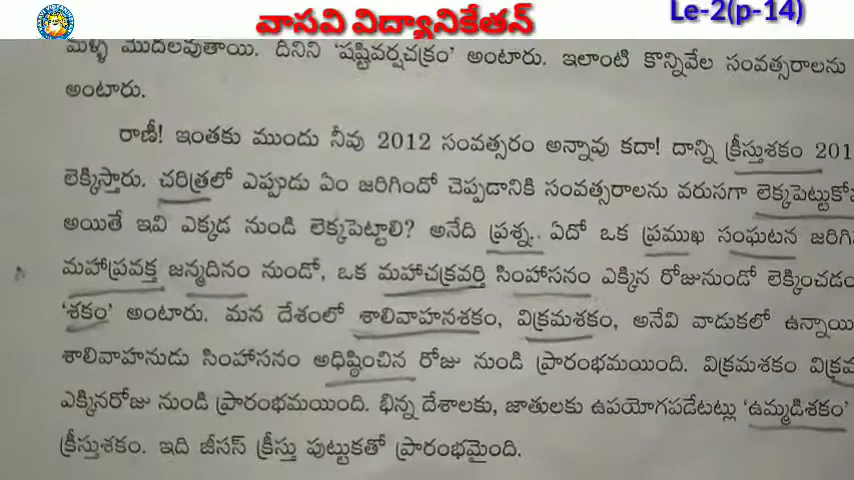 వాసవి విద్యానికేతన్
Le-2(p-14)
మళ్ళీ మొదలవుతాయి. దీనిని 'షష్టివర్షచక్రం' అంటారు. ఇలాంటి కొన్నివేల సంవత్సరాలను
అంటారు.
రాణీ! ఇంతకు ముందు నీవు 2012 సంవత్సరం అన్నావు కదా! దాన్ని క్రీస్తుశకం 201
లెక్కిస్తారు. చరిత్రలో ఎప్పుడు ఏం జరిగిందో చెప్పడానికి సంవత్సరాలను వరుసగా లెక్కపెట్టుకో
అయితే ఇవి ఎక్కడ నుండి లెక్కపెట్టాలి? అనేది ప్రశ్న.. ఏదో ఒక ప్రముఖ సంఘటన జరిగి
మహాప్రవక్త జన్మదినం నుండో, ఒక మహాచక్రవర్తి సింహాసనం ఎక్కిన రోజునుండో లెక్కించడం
'శకం' అంటారు. మన దేశంలో శాలివాహనశకం, విక్రమశకం, అనేవి వాడుకలో ఉన్నాయి
శాలివాహనుడు సింహాసనం అధిష్ఠించిన రోజు నుండి ప్రారంభమయింది. విక్రమశకం విక్రమ
ఎక్కినరోజు నుండి ప్రారంభమయింది. భిన్న దేశాలకు, జాతులకు ఉపయోగపడేటట్లు 'ఉమ్మడిశకం'
క్రీస్తుశకం. ఇది జీసస్ క్రీస్తు పుట్టుకతో ప్రారంభమైంది.